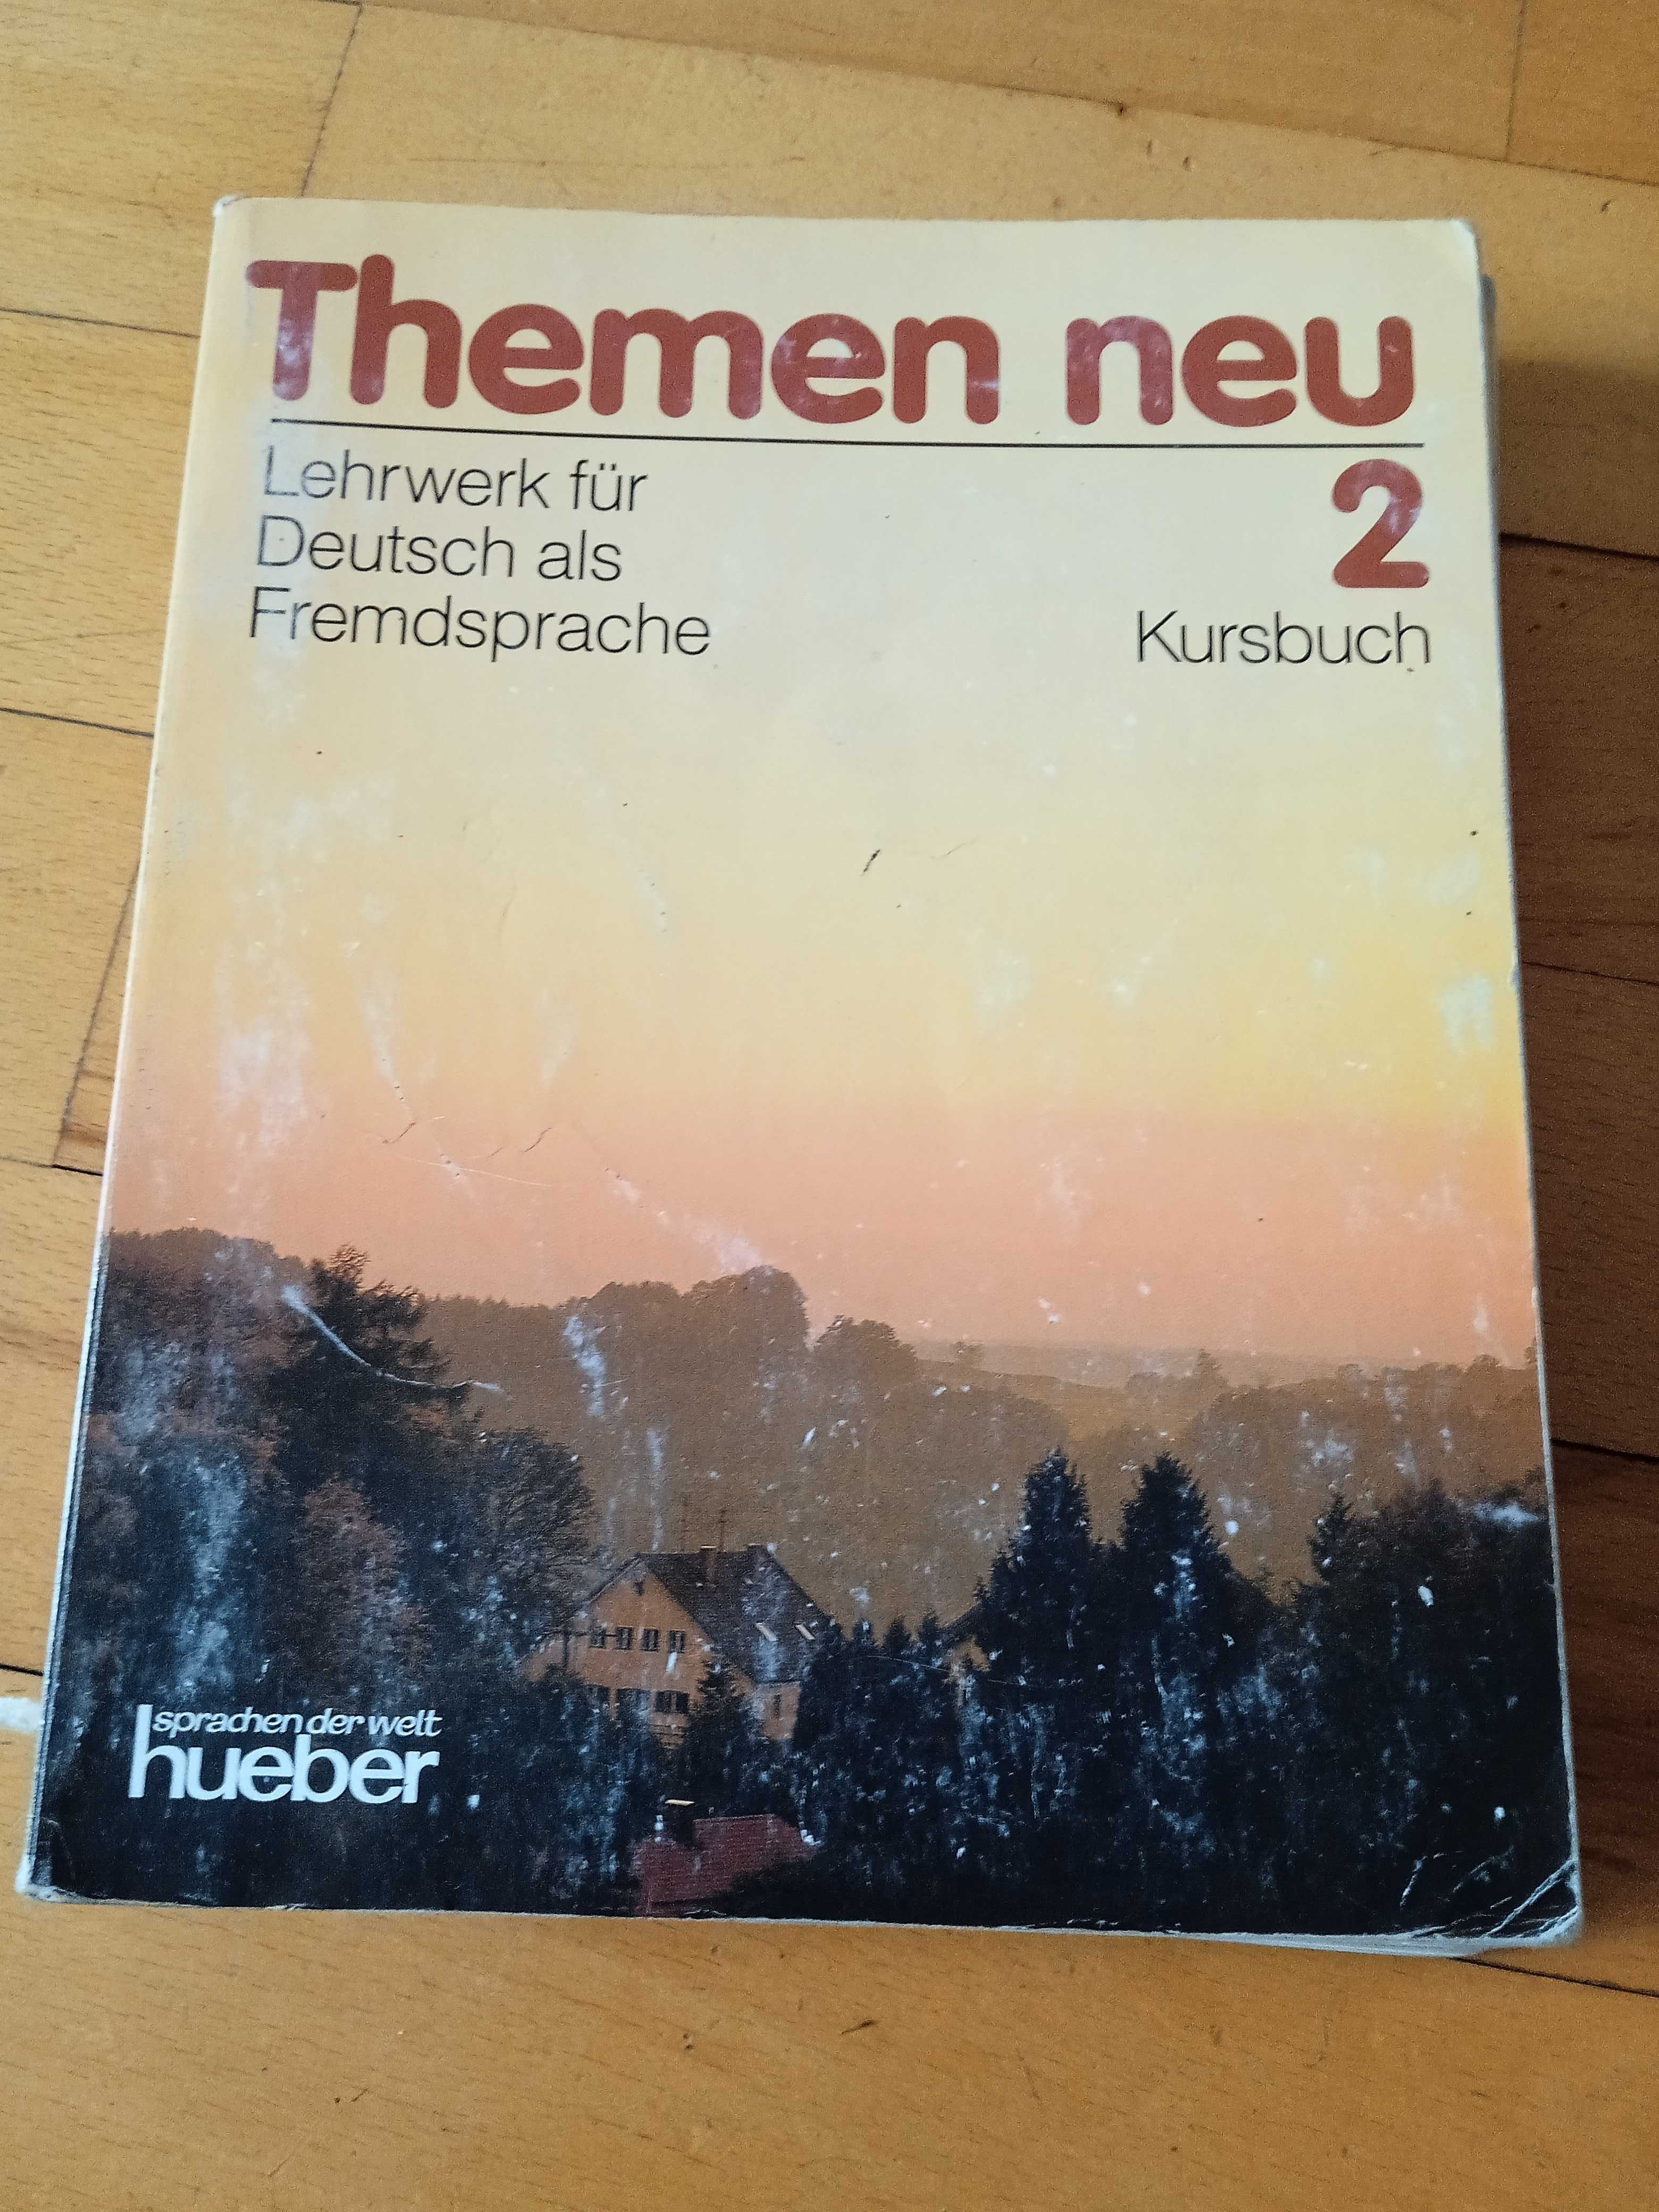 Themen neu
2
Lehrwerk für
Deutsch als
Fremdsprache
Kursbuch
sprachen der welt
hueber